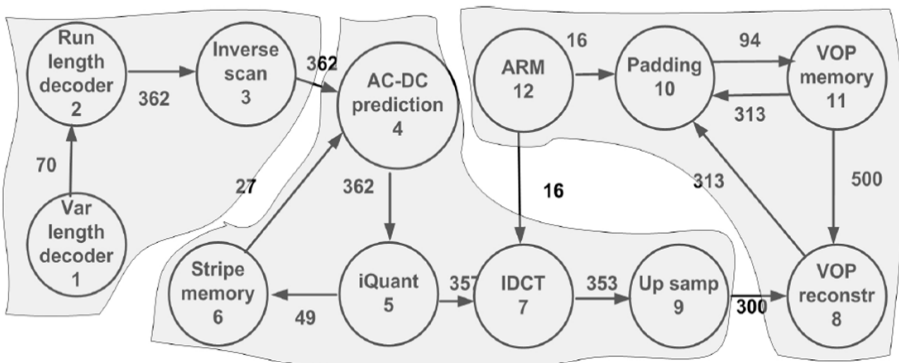 Run
length
decoder
2
Inverse
scan
3
362
362
AC-DC
prediction
4
ARM
12
16
Padding
10
94
VOP
memory
11
313
70
27
362
16
313
500
Var
length
decoder
1
Stripe
memory
6
49
iQuant
5
357
IDCT
7
353
Up samp
9
300
VOP
reconstr
8